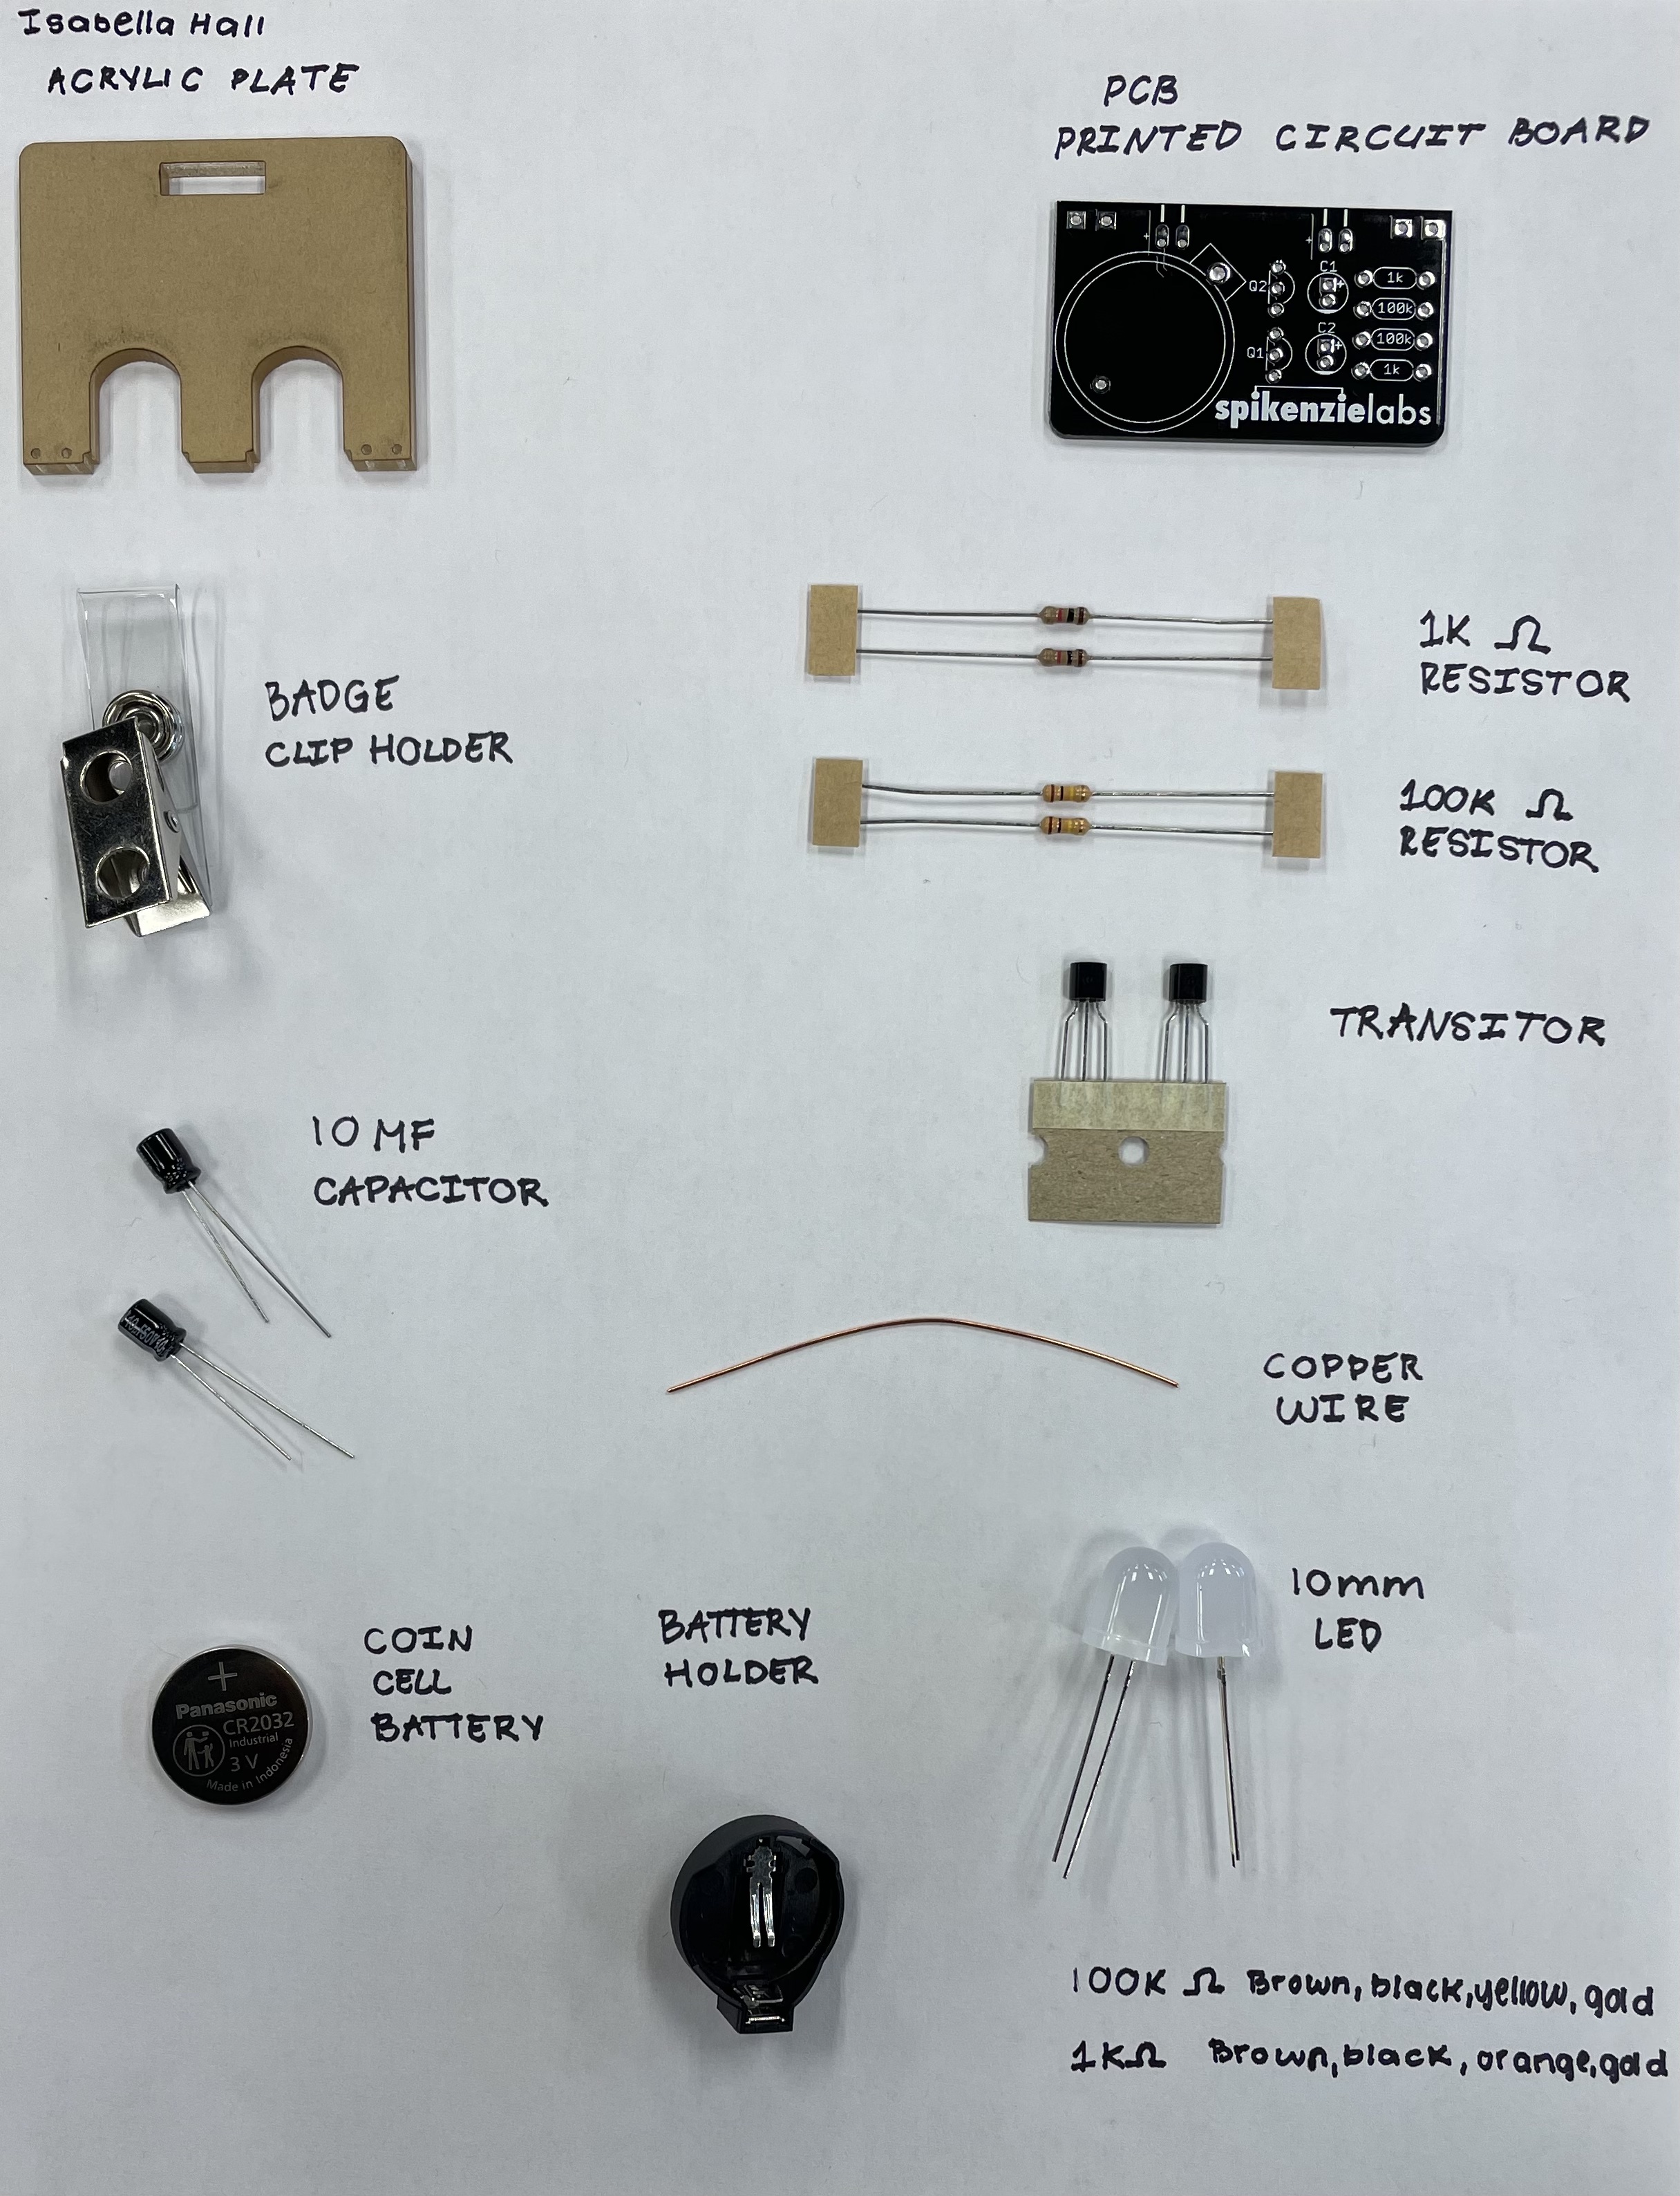 Isabella Hall
ACRYLIC PLATE
PCB
PRINTED CIRCUIT BOARD
+
+
Q2
C1
+
1k
100k
C2
+
100k
Q1
1k
spikenzielabs
1K Ω
RESISTOR
BADGE
CLIP HOLDER
100K Ω
RESISTOR
TRANSITOR
10 MF
CAPACITOR
COPPER
WIRE
10mm
LED
COIN
CELL
BATTERY
BATTERY
HOLDER
+
Panasonic
CR2032
Industrial
3 V
Made in Indonesia
100K Ω Brown, black, yellow, gold
1KΩ Brown, black, orange, gold